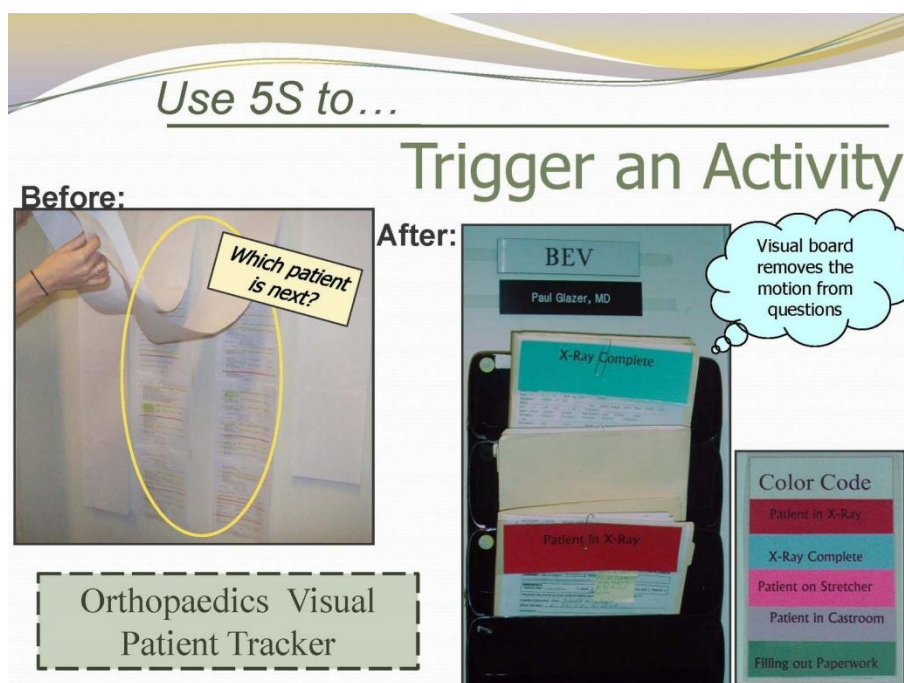 Use 5S to…
Trigger an Activity
Before:
Which patient
is next?
After:
BEV
Paul Glazer, MD
X-Ray Complete
Patient in X-Ray
Visual board
removes the
motion from
questions
Color Code
Patient in X-Ray
X-Ray Complete
Patient on Stretcher
Patient in Castroom
Filling out Paperwork
Orthopaedics Visual
Patient Tracker